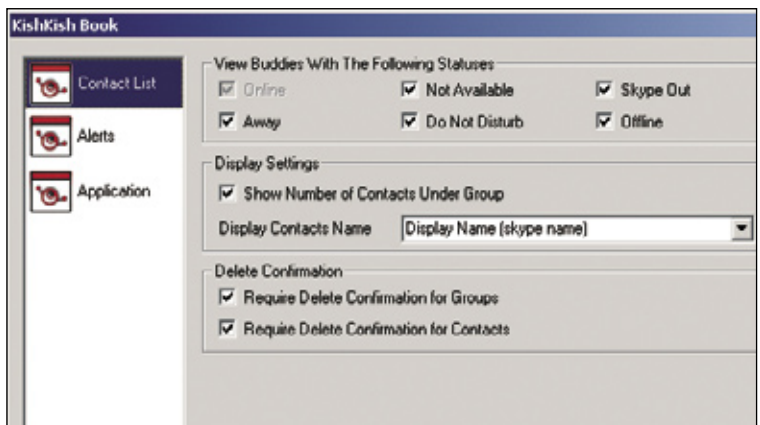 KishKish Book
Contact List
Alerts
Application
View Buddies With The Following Statuses
Online
Not Available
Skype Out
Away
Do Not Disturb
Offline
Display Settings
Show Number of Contacts Under Group
Display Contacts Name
Display Name (skype name)
Delete Confirmation
Require Delete Confirmation for Groups
Require Delete Confirmation for Contacts